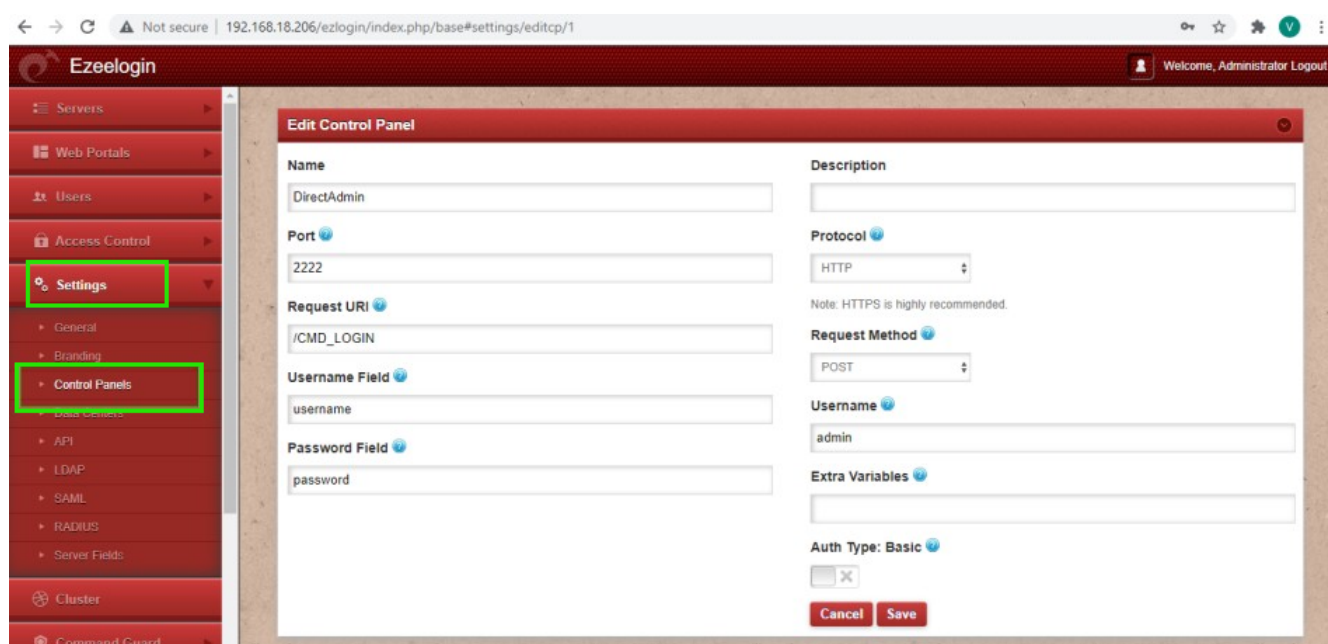 Not secure | 192.168.18.206/ezlogin/index.php/base#settings/editcp/1
V
Ezeelogin
Welcome, Administrator Logout
Servers
Web Portals
Users
Access Control
Settings
General
Branding
Control Panels
Data Centers
API
LDAP
SAML
RADIUS
Server Fields
Cluster
Command Guard
Edit Control Panel
Name
DirectAdmin
Port
2222
Request URI
/CMD_LOGIN
Username Field
username
Password Field
password
Description
Protocol
HTTP
Note: HTTPS is highly recommended.
Request Method
POST
Username
admin
Extra Variables
Auth Type: Basic
Cancel Save